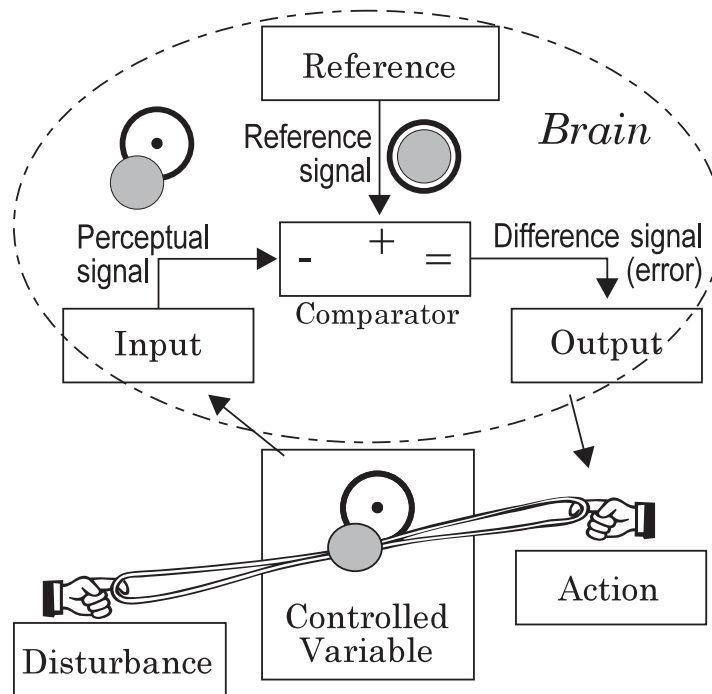 Reference
Brain
Reference
signal
Perceptual
signal
- + =
Difference signal
(error)
Comparator
Input
Output
Controlled
Variable
Action
Disturbance